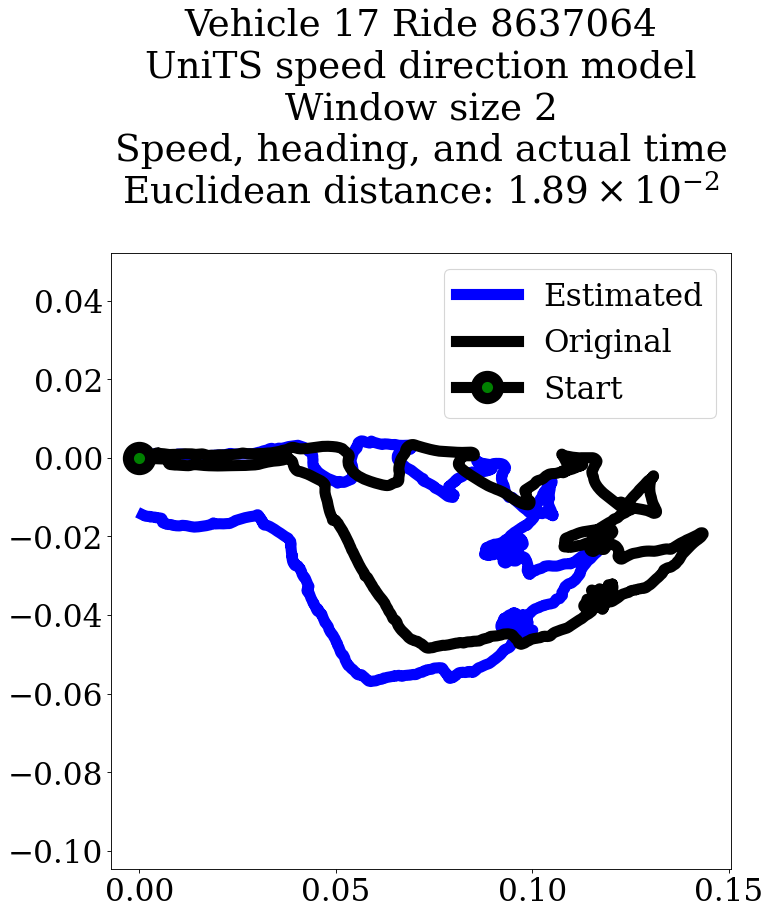 Vehicle 17 Ride 8637064
UniTS speed direction model
Window size 2
Speed, heading, and actual time
Euclidean distance: 1.89 × 10⁻²
Estimated
Original
Start
0.04
0.02
0.00
−0.02
−0.04
−0.06
−0.08
−0.10
0.00 0.05 0.10 0.15